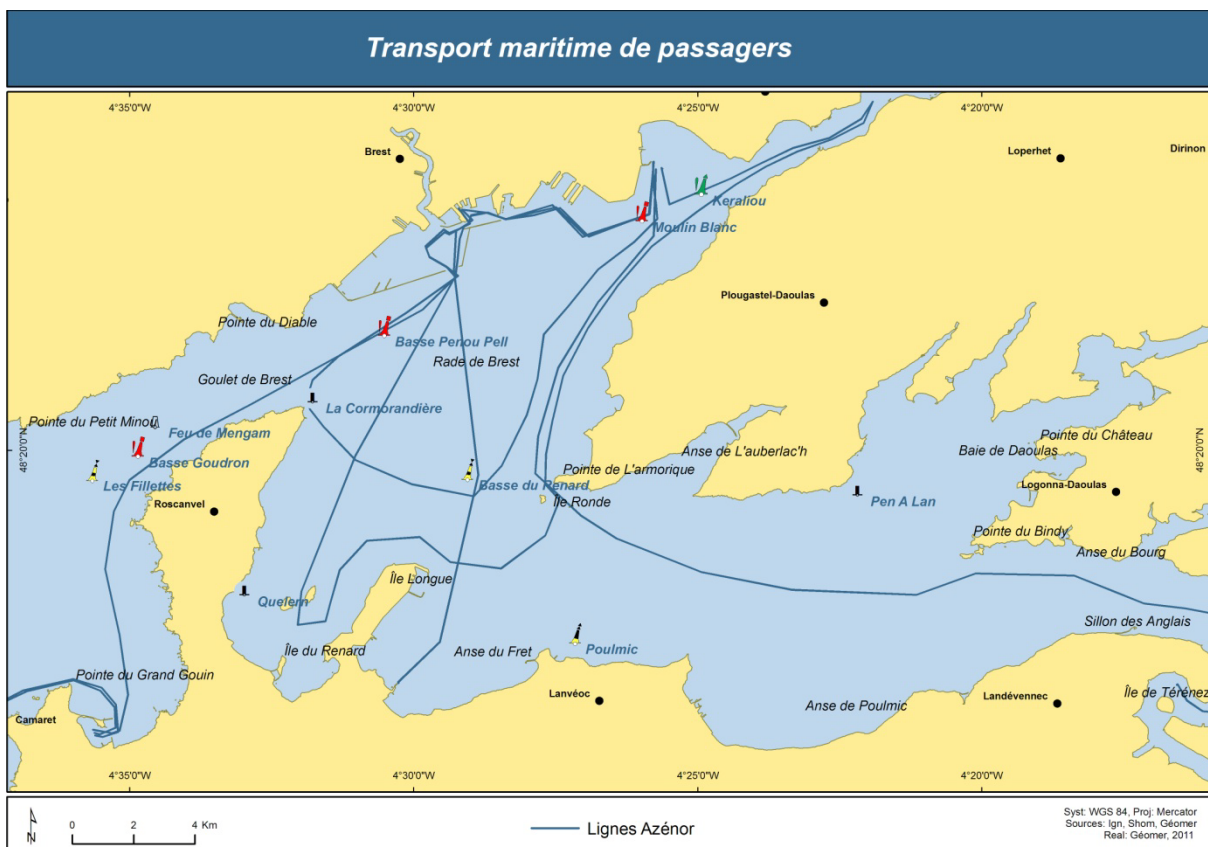 Transport maritime de passagers
4°35'0"W
4°30'0"W
4°25'0"W
4°20'0"W
Brest
Loperhet
Dirinon
Keraliou
Moulin Blanc
Plougastel-Daoulas
Pointe du Diable
Basse Penou Pell
Rade de Brest
Goulet de Brest
La Cormorandière
Pointe du Petit Minou
Feu de Mengam
48°20'0"N
48°20'0"N
Basse Goudron
Les Fillettes
Roscanvel
Basse du Renard
Pointe de L'armorique
Île Ronde
Anse de L'auberlac'h
Pointe du Château
Baie de Daoulas
Logonna-Daoulas
Pen A Lan
Pointe du Bindy
Anse du Bourg
Île Longue
Quelern
Sillon des Anglais
Île du Renard
Anse du Fret
Poulmic
Pointe du Grand Gouin
Lanvéoc
Anse de Poulmic
Landévennec
Île de Térénez
Camaret
4°35'0"W
4°30'0"W
4°25'0"W
4°20'0"W
N
0 2 4 Km
Lignes Azénor
Syst: WGS 84, Proj: Mercator
Sources: Ign, Shom, Géomer
Real: Géomer, 2011